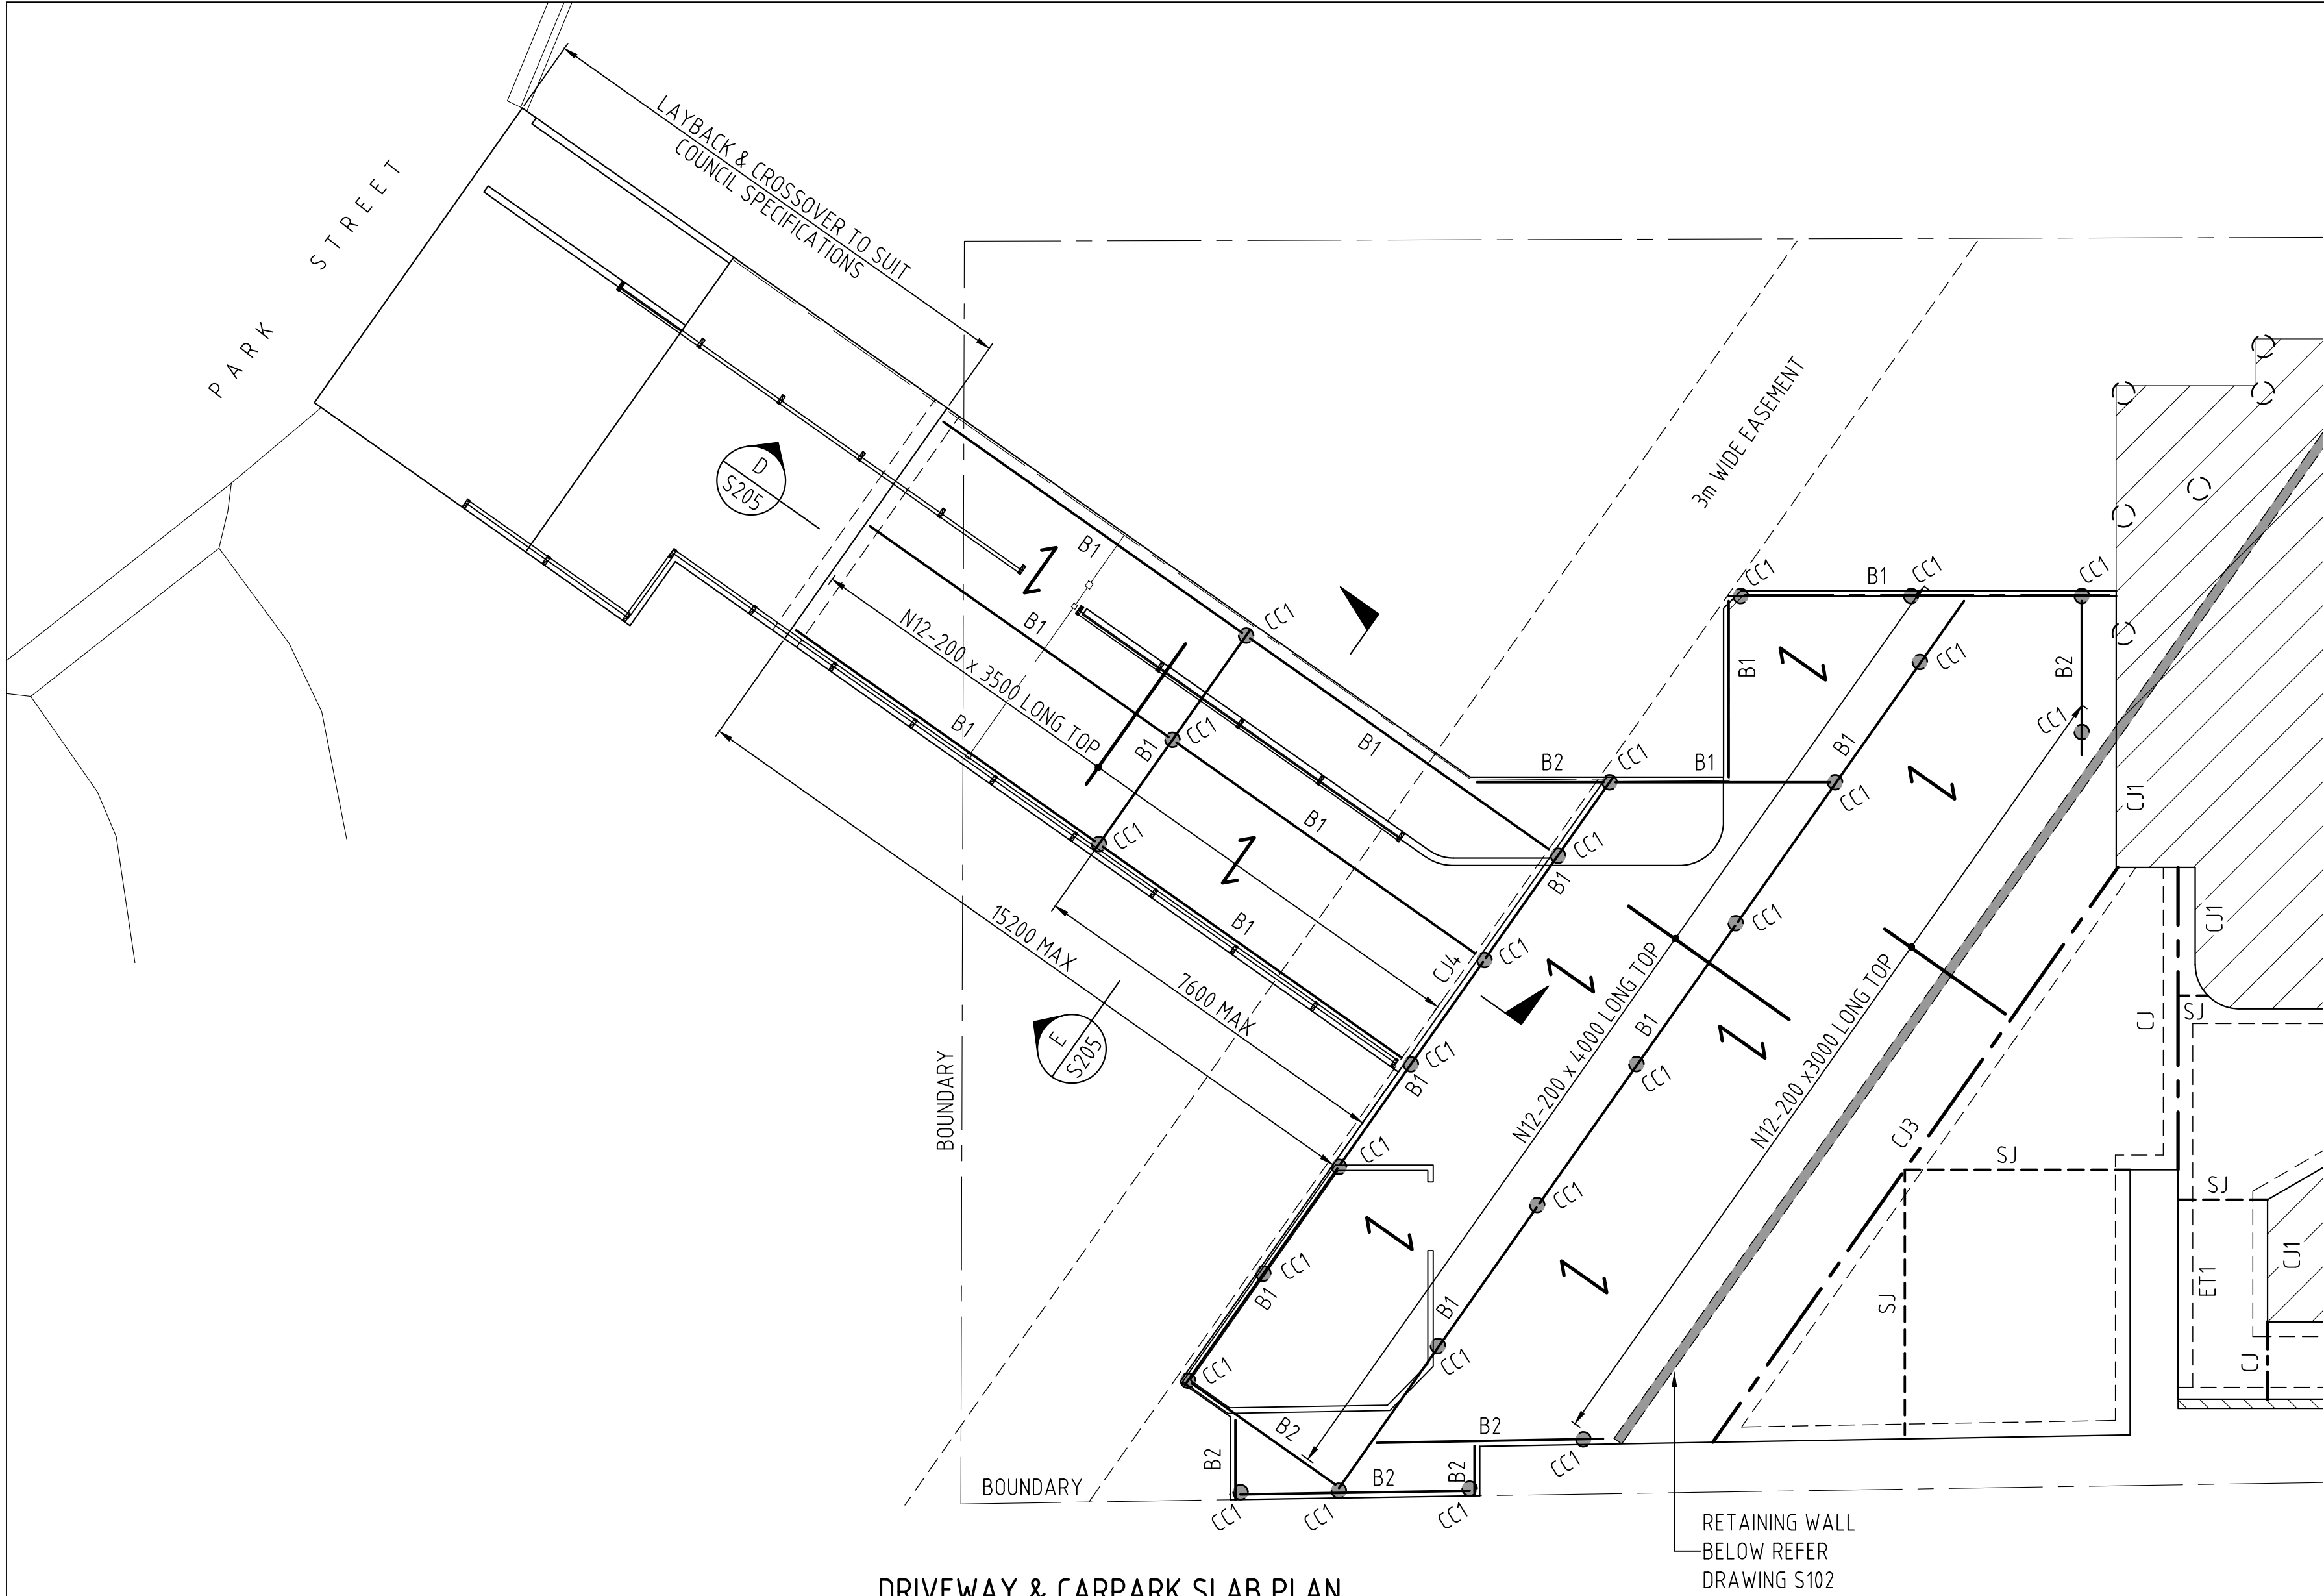 LAYBACK & CROSSOVER TO SUIT
COUNCIL SPECIFICATIONS
PARK STREET
3m WIDE EASEMENT
D
S205
B1
B1
N12-200 x 3500 LONG TOP
B1
CC1
CC1
B1
CC1
B1
B1
B1
CC1
B1
CC1
CC1
B2
CC1
B1
B1
CC1
B2
CC1
B1
CC1
CJ1
CC1
B1
CC1
CJ4
CC1
CC1
B1
CC1
15200 MAX
7600 MAX
E
S205
BOUNDARY
N12-200 x 4000 LONG TOP
N12-200 x3000 LONG TOP
B1
CC1
CJ3
CJ1
SJ
CJ
SJ
SJ
SJ
CC1
CC1
CC1
B1
CC1
B1
CC1
ET1
CJ1
CJ
B2
B2
B2
B2
B2
CC1
CC1
CC1
CC1
BOUNDARY
RETAINING WALL
BELOW REFER
DRAWING S102
DRIVEWAY & CARPARK SLAB PLAN